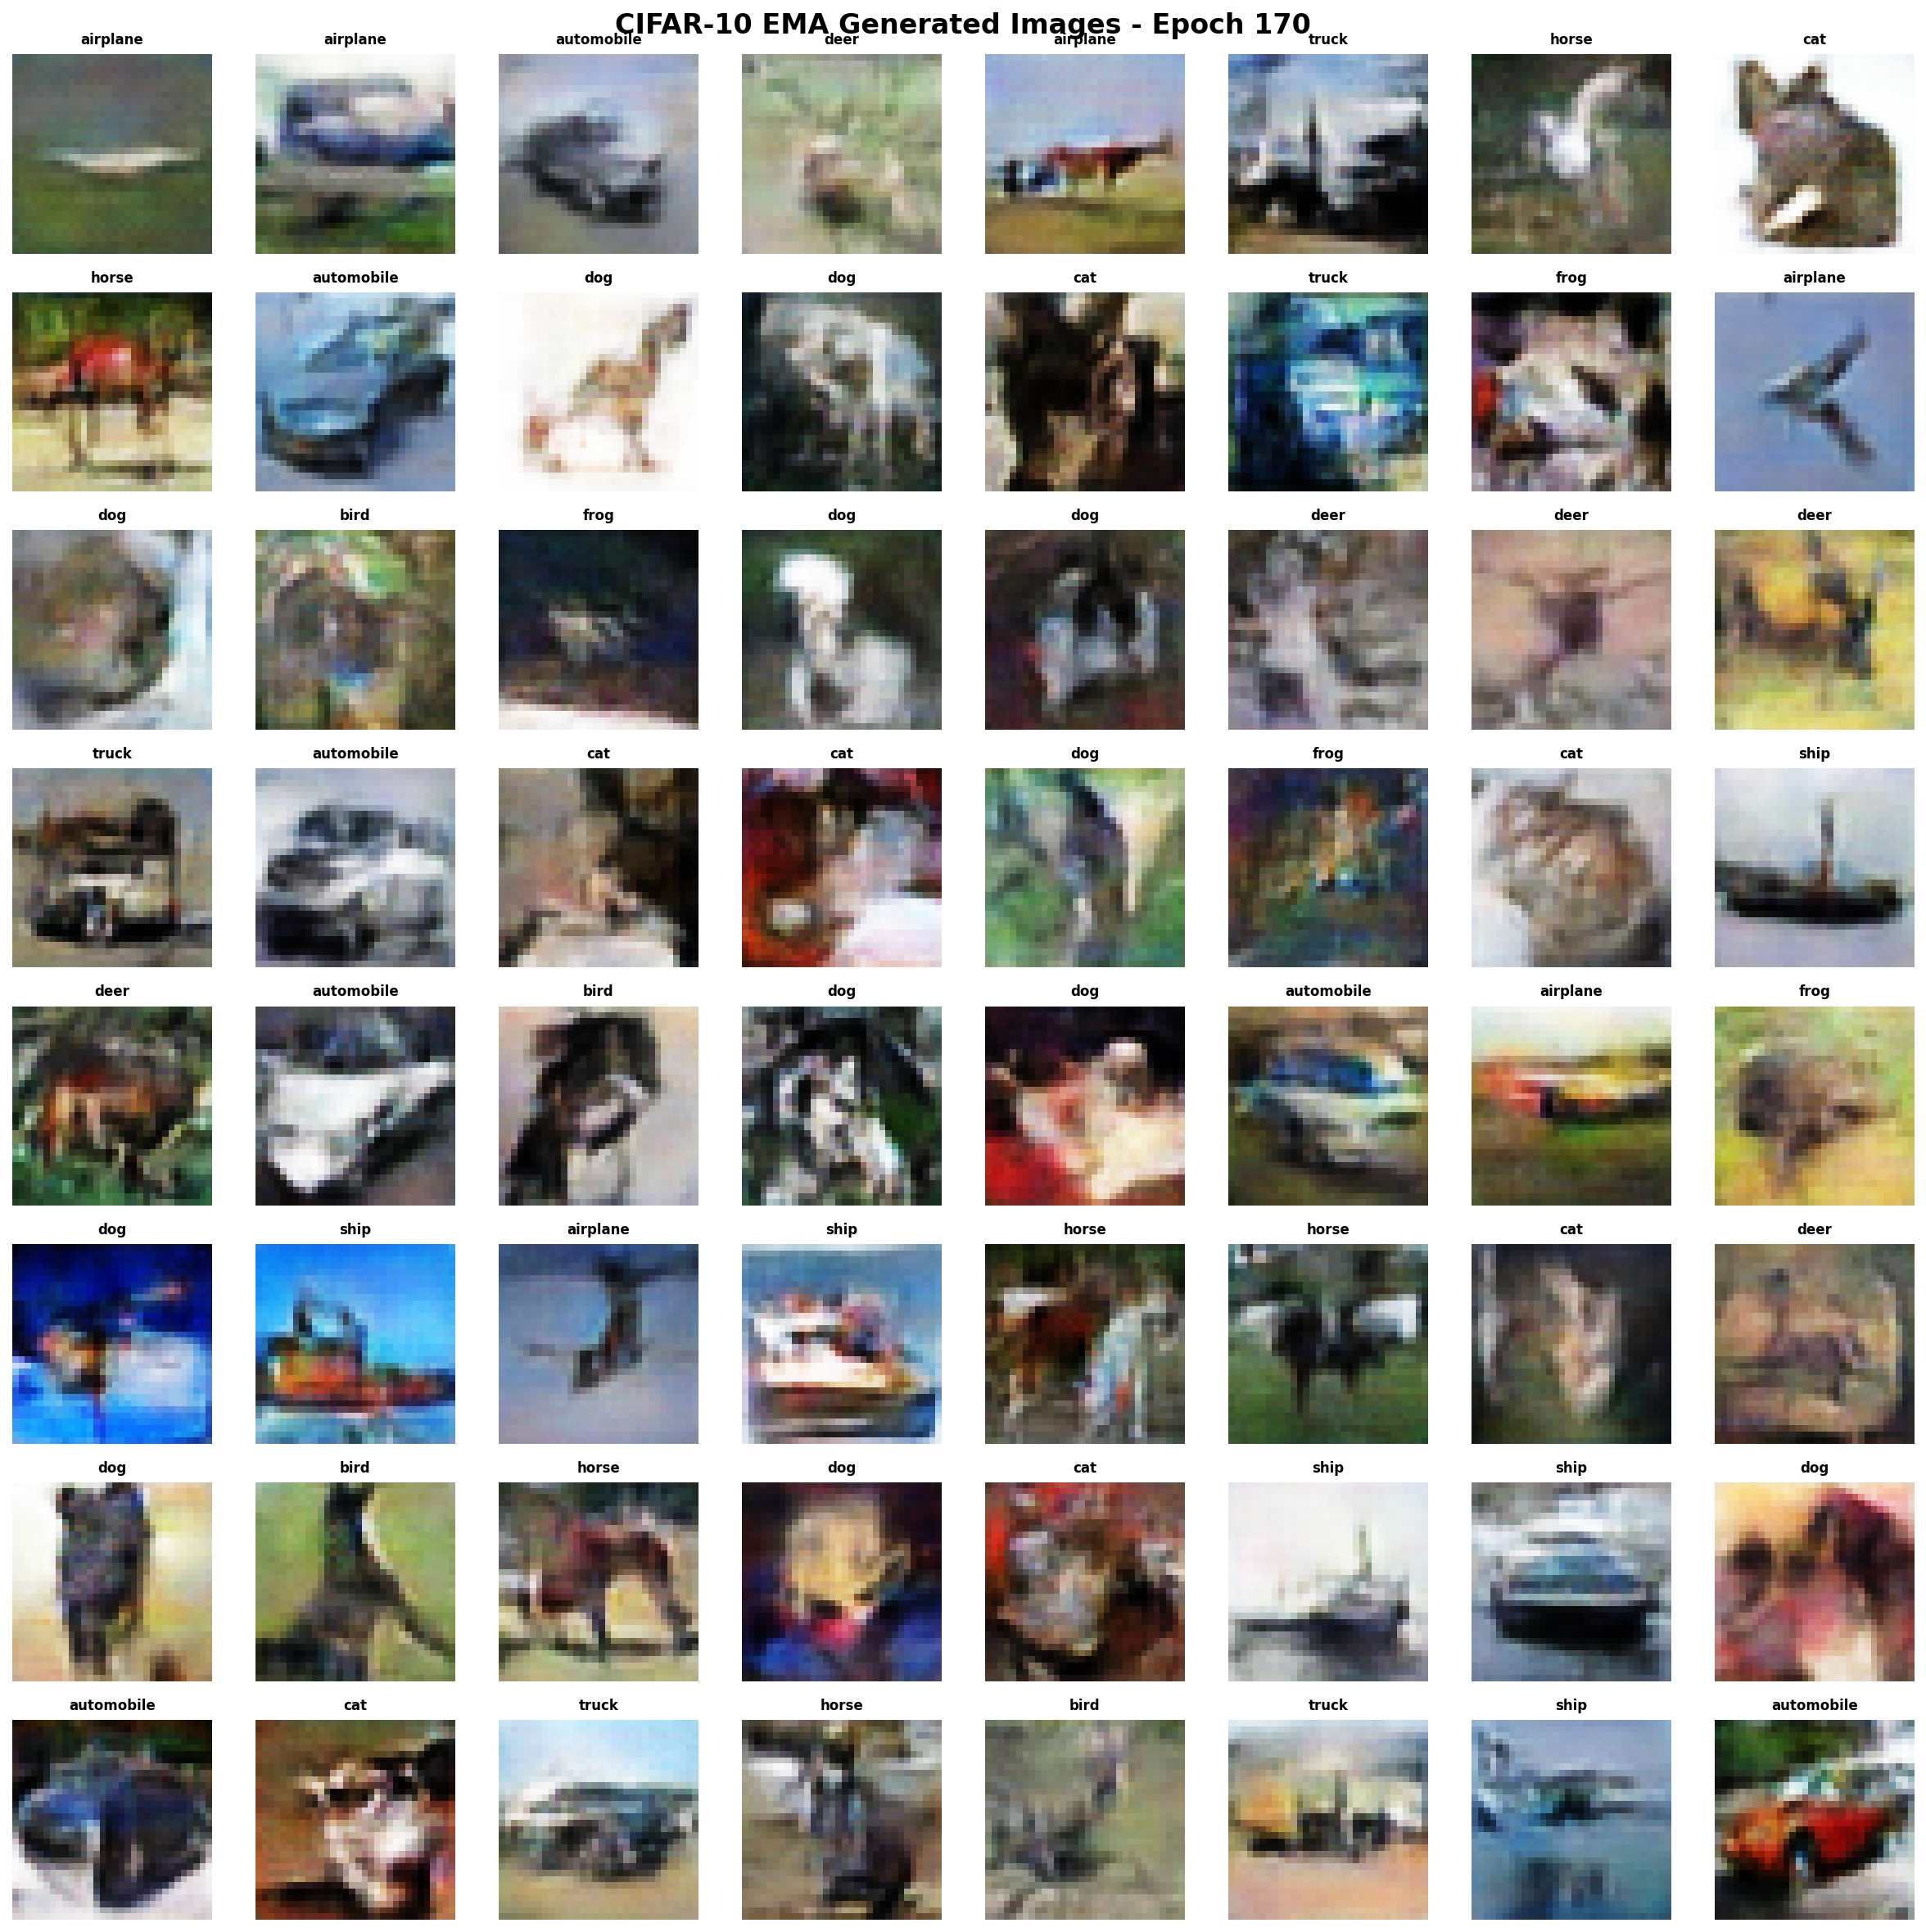 CIFAR-10 EMA Generated Images - Epoch 170
airplane airplane automobile deer airplane truck horse cat
horse automobile dog dog cat truck frog airplane
dog bird frog dog dog deer deer deer
truck automobile cat cat dog frog cat ship
deer automobile bird dog dog automobile airplane frog
dog ship airplane ship horse horse cat deer
dog bird horse dog cat ship ship dog
automobile cat truck horse bird truck ship automobile